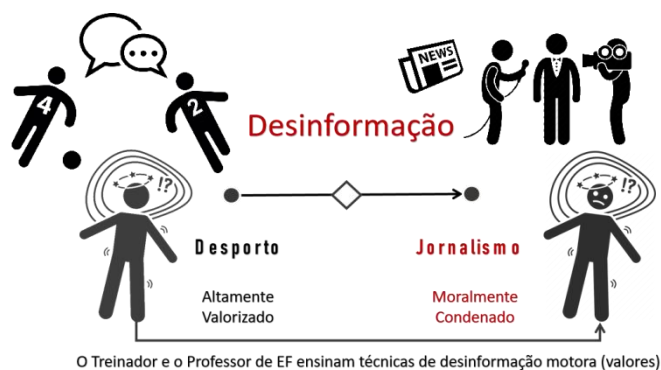 NEWS
4
2
Desinformação
!?
!?
Desporto
Jornalismo
Altamente
Valorizado
Moralmente
Condenado
O Treinador e o Professor de EF ensinam técnicas de desinformação motora (valores)